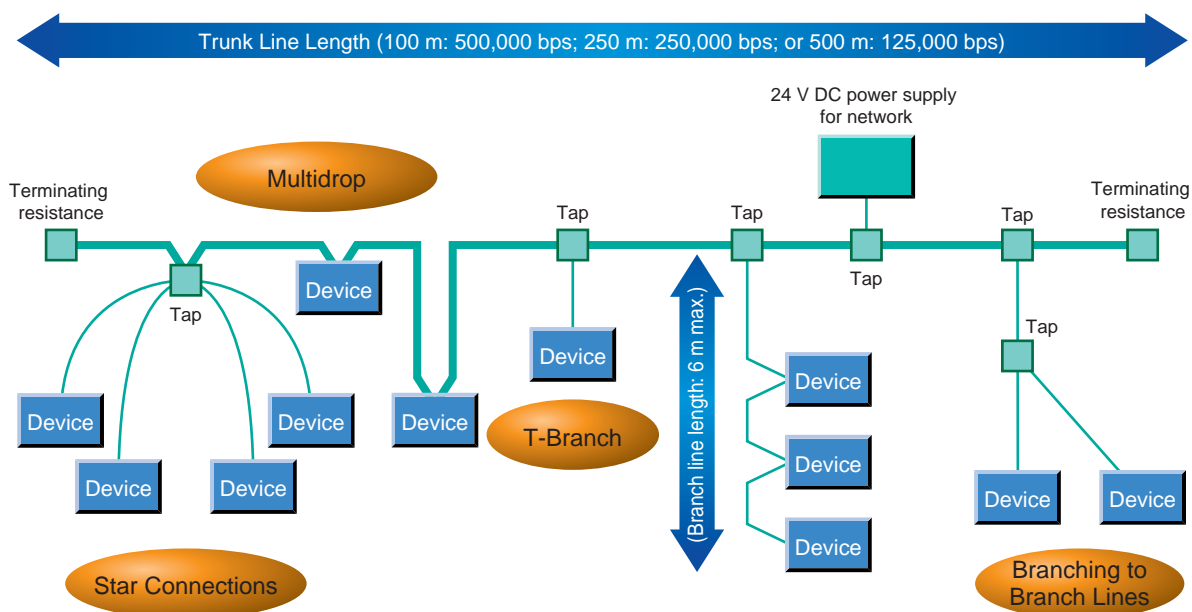 Trunk Line Length (100 m: 500,000 bps; 250 m: 250,000 bps; or 500 m: 125,000 bps)
24 V DC power supply
for network
Multidrop
Terminating
resistance
Tap
Tap
Tap
Terminating
resistance
Device
Tap
Tap
Tap
Device
Device
Device
Device
Device
Device
T-Branch
(Branch line length: 6 m max.)
Device
Device
Device
Device
Device
Device
Device
Star Connections
Branching to
Branch Lines